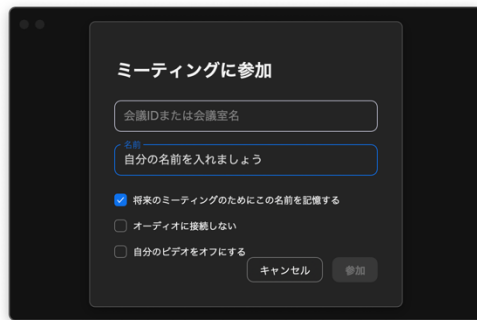 ミーティングに参加
会議IDまたは会議室名
名前
自分の名前を入れましょう
将来のミーティングのためにこの名前を記憶する
オーディオに接続しない
自分のビデオをオフにする
キャンセル
参加